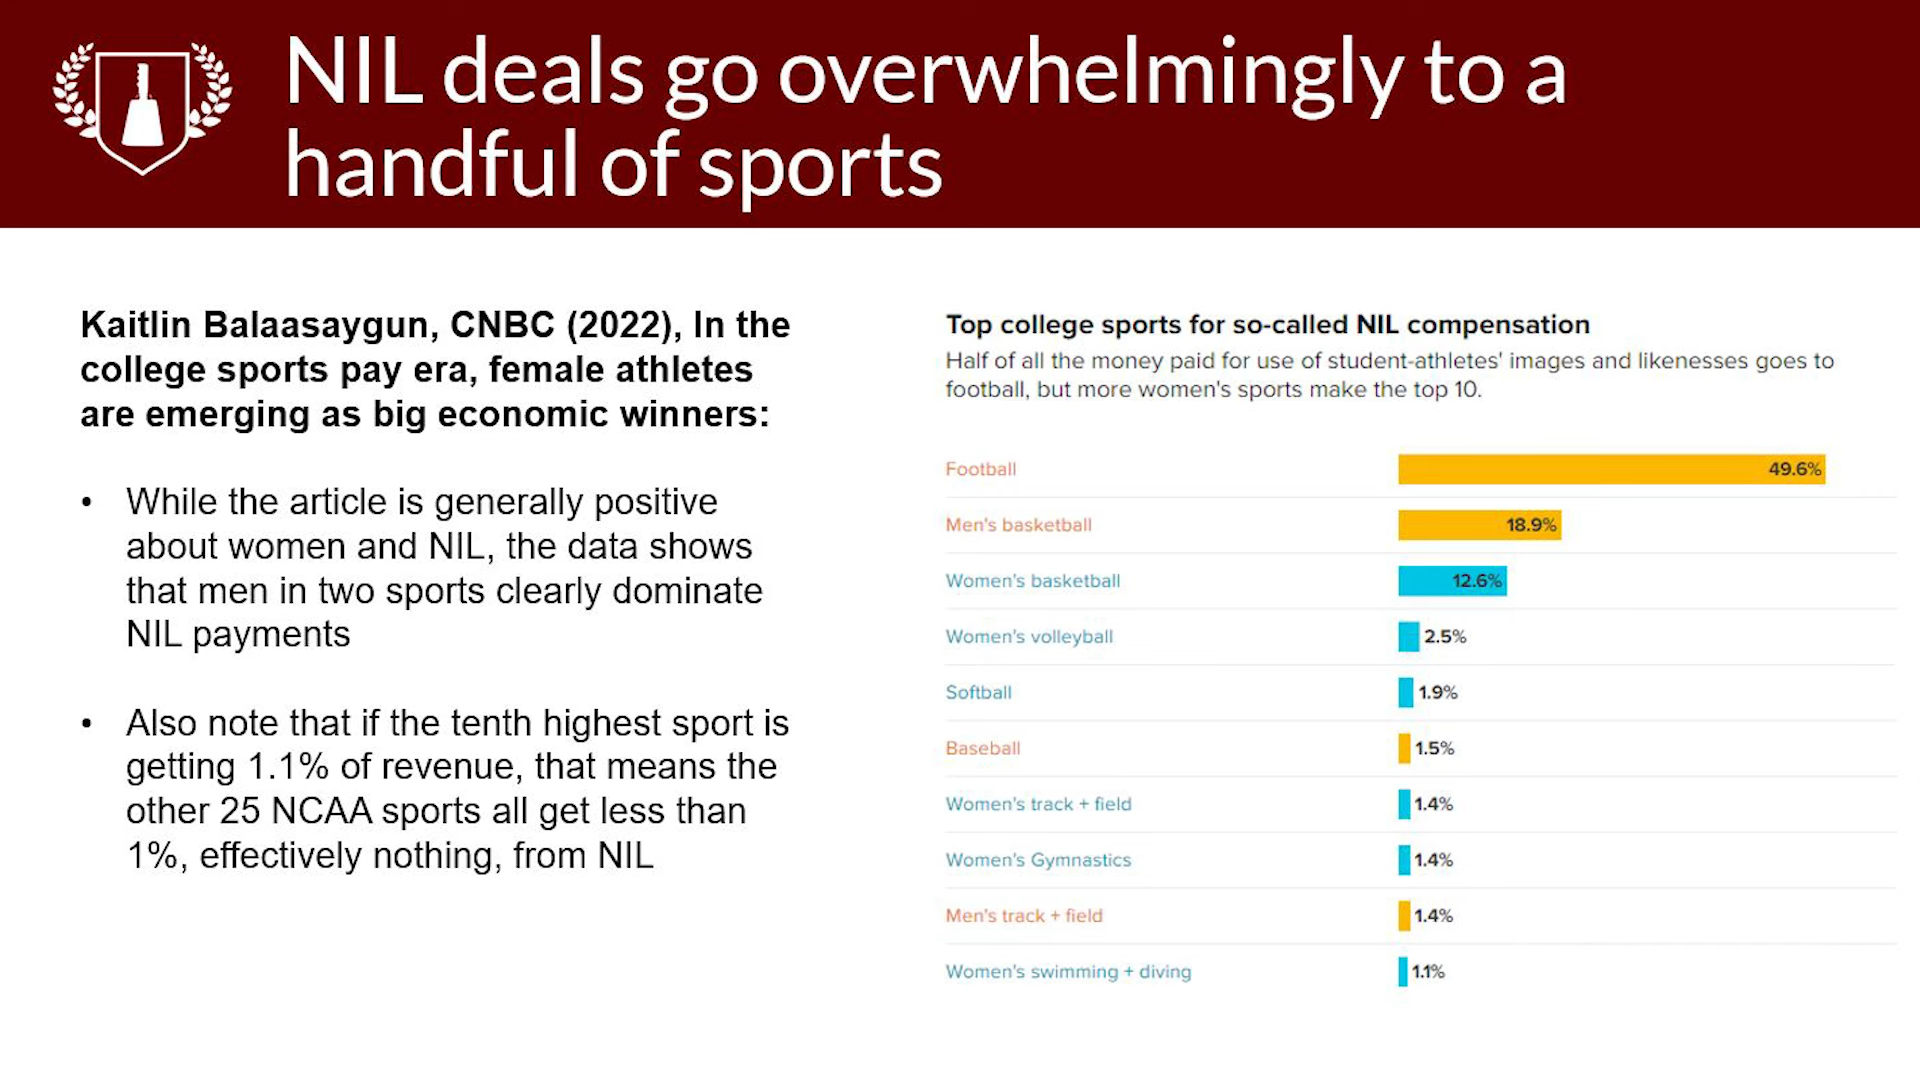 NIL deals go overwhelmingly to a
handful of sports
Kaitlin Balaasaygun, CNBC (2022), In the
college sports pay era, female athletes
are emerging as big economic winners:
• While the article is generally positive
about women and NIL, the data shows
that men in two sports clearly dominate
NIL payments
• Also note that if the tenth highest sport is
getting 1.1% of revenue, that means the
other 25 NCAA sports all get less than
1%, effectively nothing, from NIL
Top college sports for so-called NIL compensation
Half of all the money paid for use of student-athletes' images and likenesses goes to
football, but more women's sports make the top 10.
Football 49.6%
Men's basketball 18.9%
Women's basketball 12.6%
Women's volleyball 2.5%
Softball 1.9%
Baseball 1.5%
Women's track + field 1.4%
Women's Gymnastics 1.4%
Men's track + field 1.4%
Women's swimming + diving 1.1%